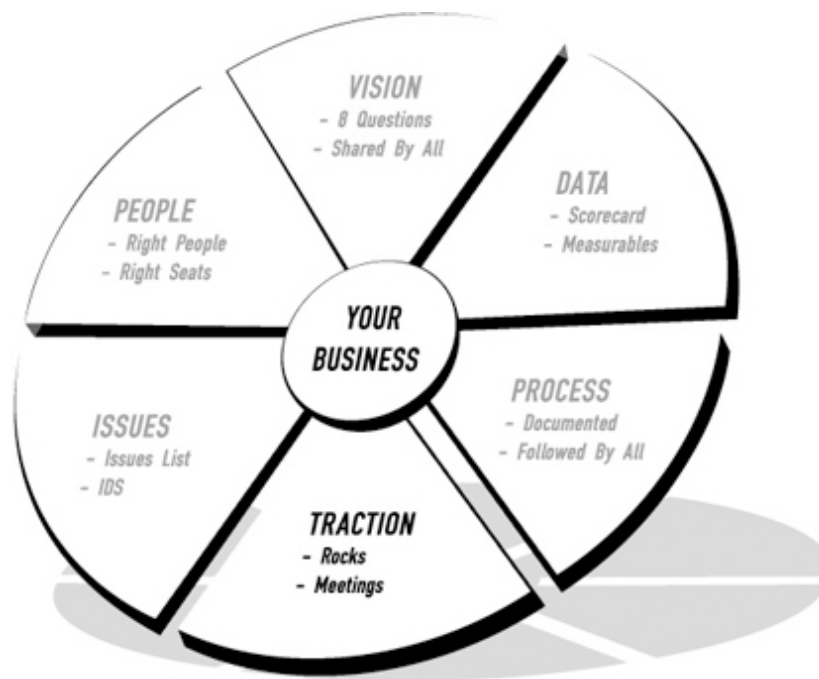 VISION
- 8 Questions
- Shared By All
DATA
- Scorecard
- Measurables
PEOPLE
- Right People
- Right Seats
YOUR
BUSINESS
PROCESS
- Documented
- Followed By All
ISSUES
- Issues List
- IDS
TRACTION
- Rocks
- Meetings